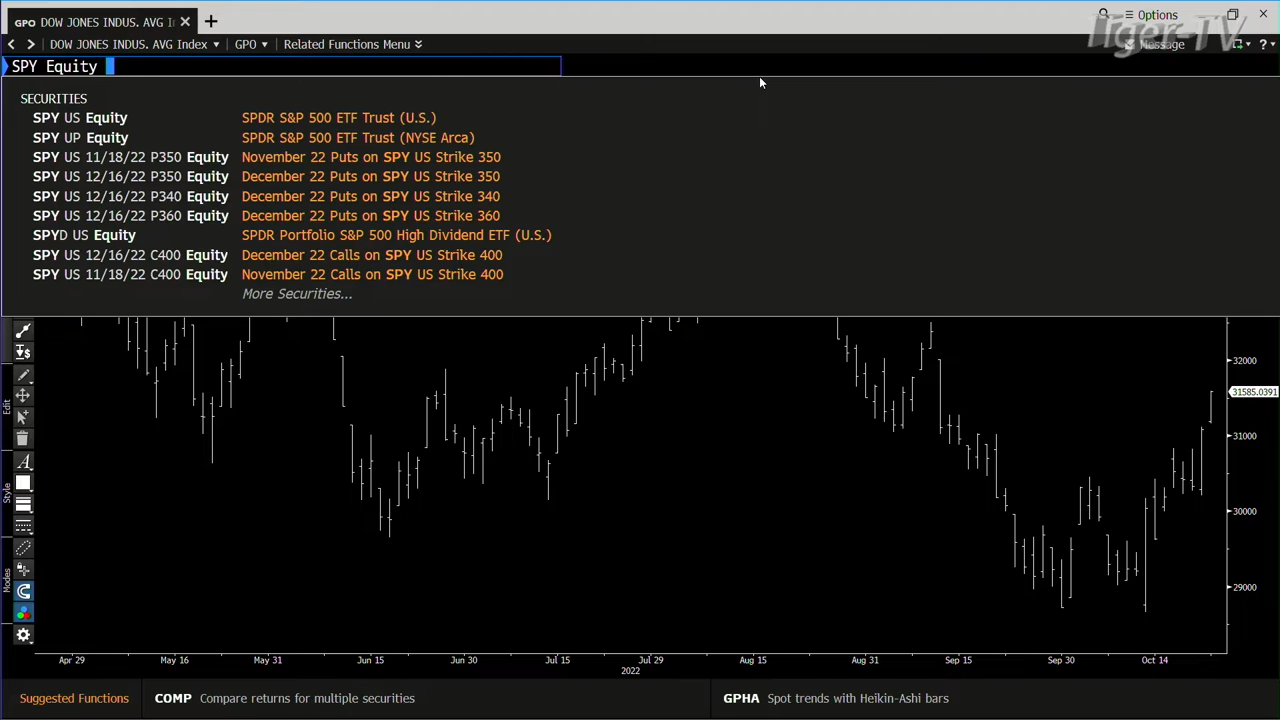 GPO DOW JONES INDUS. AVG I
Options
Tiger-TV
DOW JONES INDUS. AVG Index GPO Related Functions Menu Message ?
SPY Equity
SECURITIES
SPY US Equity SPDR S&P 500 ETF Trust (U.S.)
SPY UP Equity SPDR S&P 500 ETF Trust (NYSE Arca)
SPY US 11/18/22 P350 Equity November 22 Puts on SPY US Strike 350
SPY US 12/16/22 P350 Equity December 22 Puts on SPY US Strike 350
SPY US 12/16/22 P340 Equity December 22 Puts on SPY US Strike 340
SPY US 12/16/22 P360 Equity December 22 Puts on SPY US Strike 360
SPYD US Equity SPDR Portfolio S&P 500 High Dividend ETF (U.S.)
SPY US 12/16/22 C400 Equity December 22 Calls on SPY US Strike 400
SPY US 11/18/22 C400 Equity November 22 Calls on SPY US Strike 400
More Securities...
32000
31585.0391
31000
30000
29000
Edit
Style
Modes
Apr 29 May 16 May 31 Jun 15 Jun 30 Jul 15 Jul 29 Aug 15 Aug 31 Sep 15 Sep 30 Oct 14
2022
Suggested Functions COMP Compare returns for multiple securities GPHA Spot trends with Heikin-Ashi bars